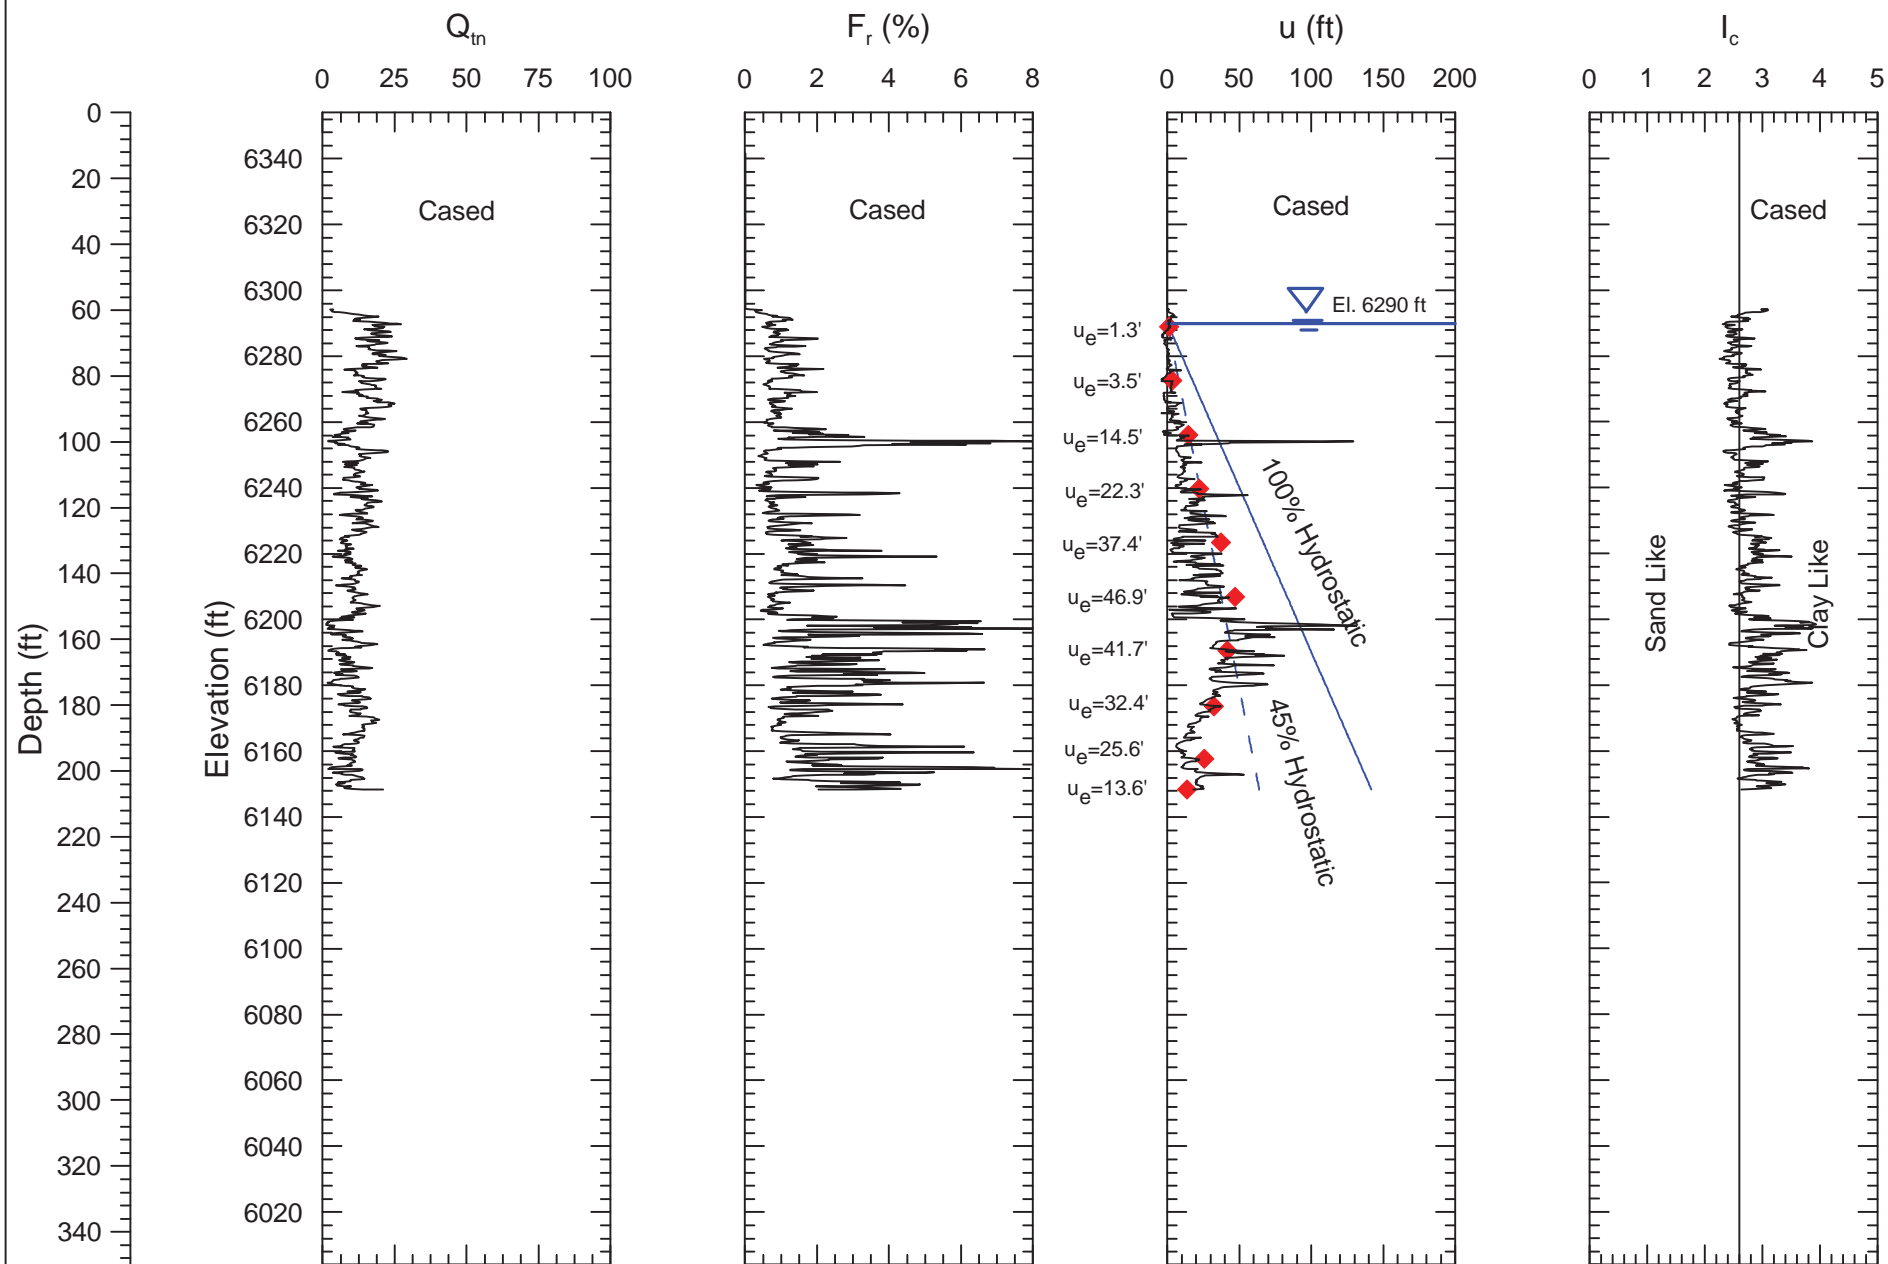 Qtn
Fr (%)
u (ft)
Ic
0 25 50 75 100
0 2 4 6 8
0 50 100 150 200
0 1 2 3 4 5
Depth (ft)
0
20
40
60
80
100
120
140
160
180
200
220
240
260
280
300
320
340
Elevation (ft)
6340
6320
6300
6280
6260
6240
6220
6200
6180
6160
6140
6120
6100
6080
6060
6040
6020
Cased
Cased
Cased
Cased
El. 6290 ft
ue=1.3'
ue=3.5'
ue=14.5'
ue=22.3'
ue=37.4'
ue=46.9'
ue=41.7'
ue=32.4'
ue=25.6'
ue=13.6'
100% Hydrostatic
45% Hydrostatic
Sand Like
Clay Like